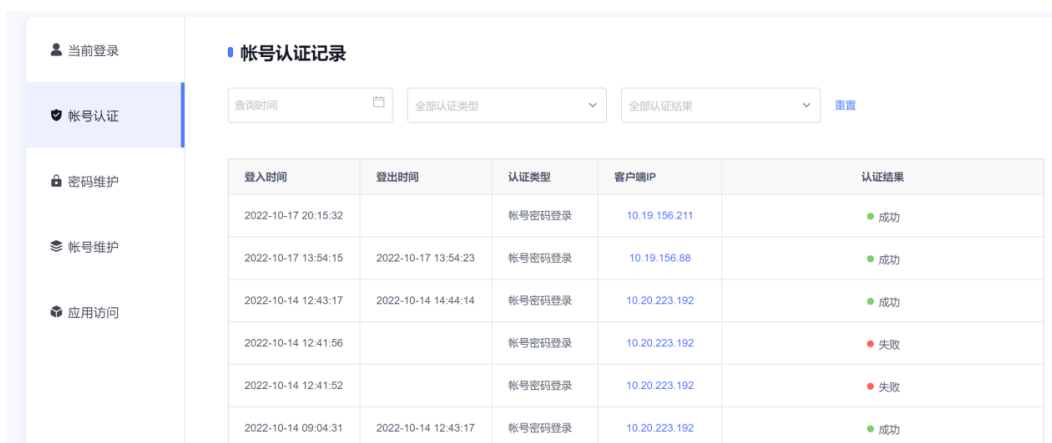 当前登录
帐号认证
密码维护
帐号维护
应用访问
帐号认证记录
查询时间 全部认证类型 全部认证结果 重置
登入时间 登出时间 认证类型 客户端IP 认证结果
2022-10-17 20:15:32 帐号密码登录 10.19.156.211 成功
2022-10-17 13:54:15 2022-10-17 13:54:23 帐号密码登录 10.19.156.88 成功
2022-10-14 12:43:17 2022-10-14 14:44:14 帐号密码登录 10.20.223.192 成功
2022-10-14 12:41:56 帐号密码登录 10.20.223.192 失败
2022-10-14 12:41:52 帐号密码登录 10.20.223.192 失败
2022-10-14 09:04:31 2022-10-14 12:43:17 帐号密码登录 10.20.223.192 成功